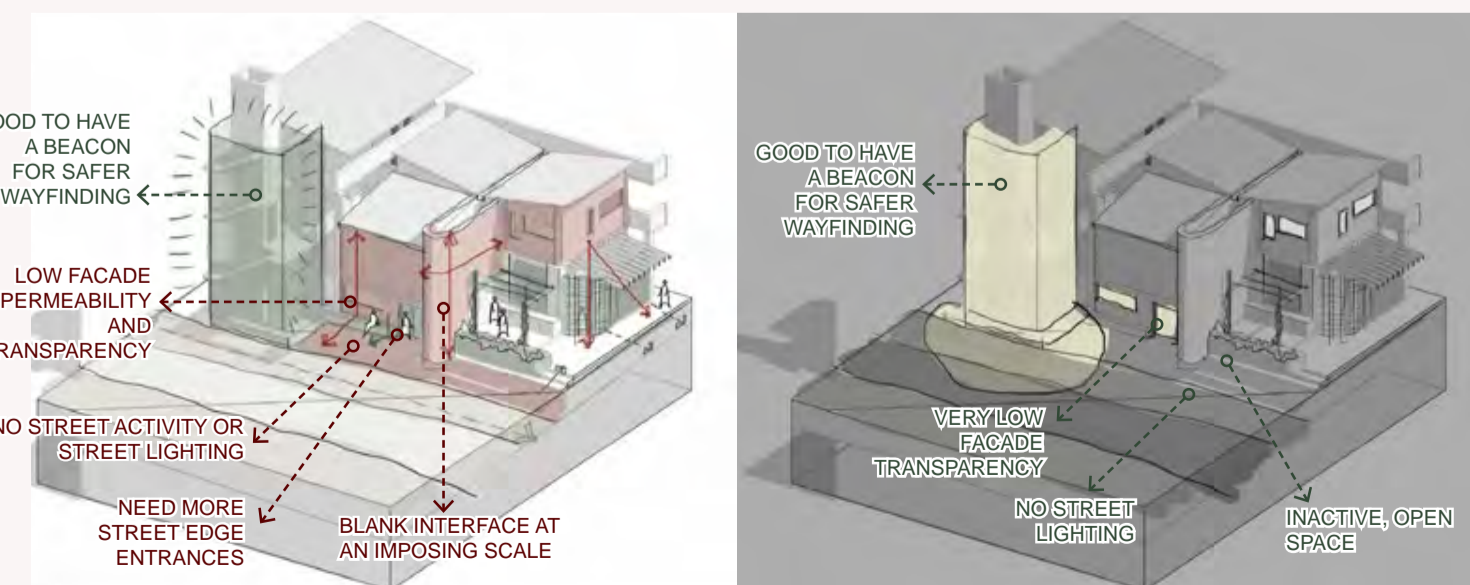 OOD TO HAVE
A BEACON
FOR SAFER
WAYFINDING
LOW FACADE
PERMEABILITY
AND
RANSPARENCY
NO STREET ACTIVITY OR
STREET LIGHTING
NEED MORE
STREET EDGE
ENTRANCES
BLANK INTERFACE AT
AN IMPOSING SCALE
GOOD TO HAVE
A BEACON
FOR SAFER
WAYFINDING
VERY LOW
FACADE
TRANSPARENCY
NO STREET
LIGHTING
INACTIVE, OPEN
SPACE